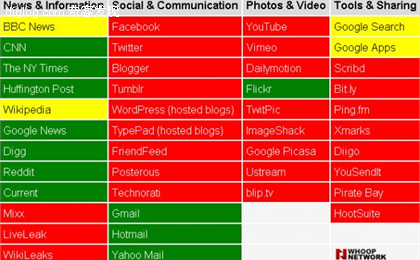 News & Information Social & Communication Photos & Video Tools & Sharing
BBC News Facebook YouTube Google Search
CNN Twitter Vimeo Google Apps
The NY Times Blogger Dailymotion Scribd
Huffington Post Tumblr Flickr Bit.ly
Wikipedia WordPress (hosted blogs) TwitPic Ping.fm
Google News TypePad (hosted blogs) ImageShack Xmarks
Digg FriendFeed Google Picasa Diigo
Reddit Posterous Ustream YouSendIt
Current Technorati blip.tv Pirate Bay
Mixx Gmail HootSuite
LiveLeak Hotmail
WikiLeaks Yahoo Mail WHOOP
NETWORK